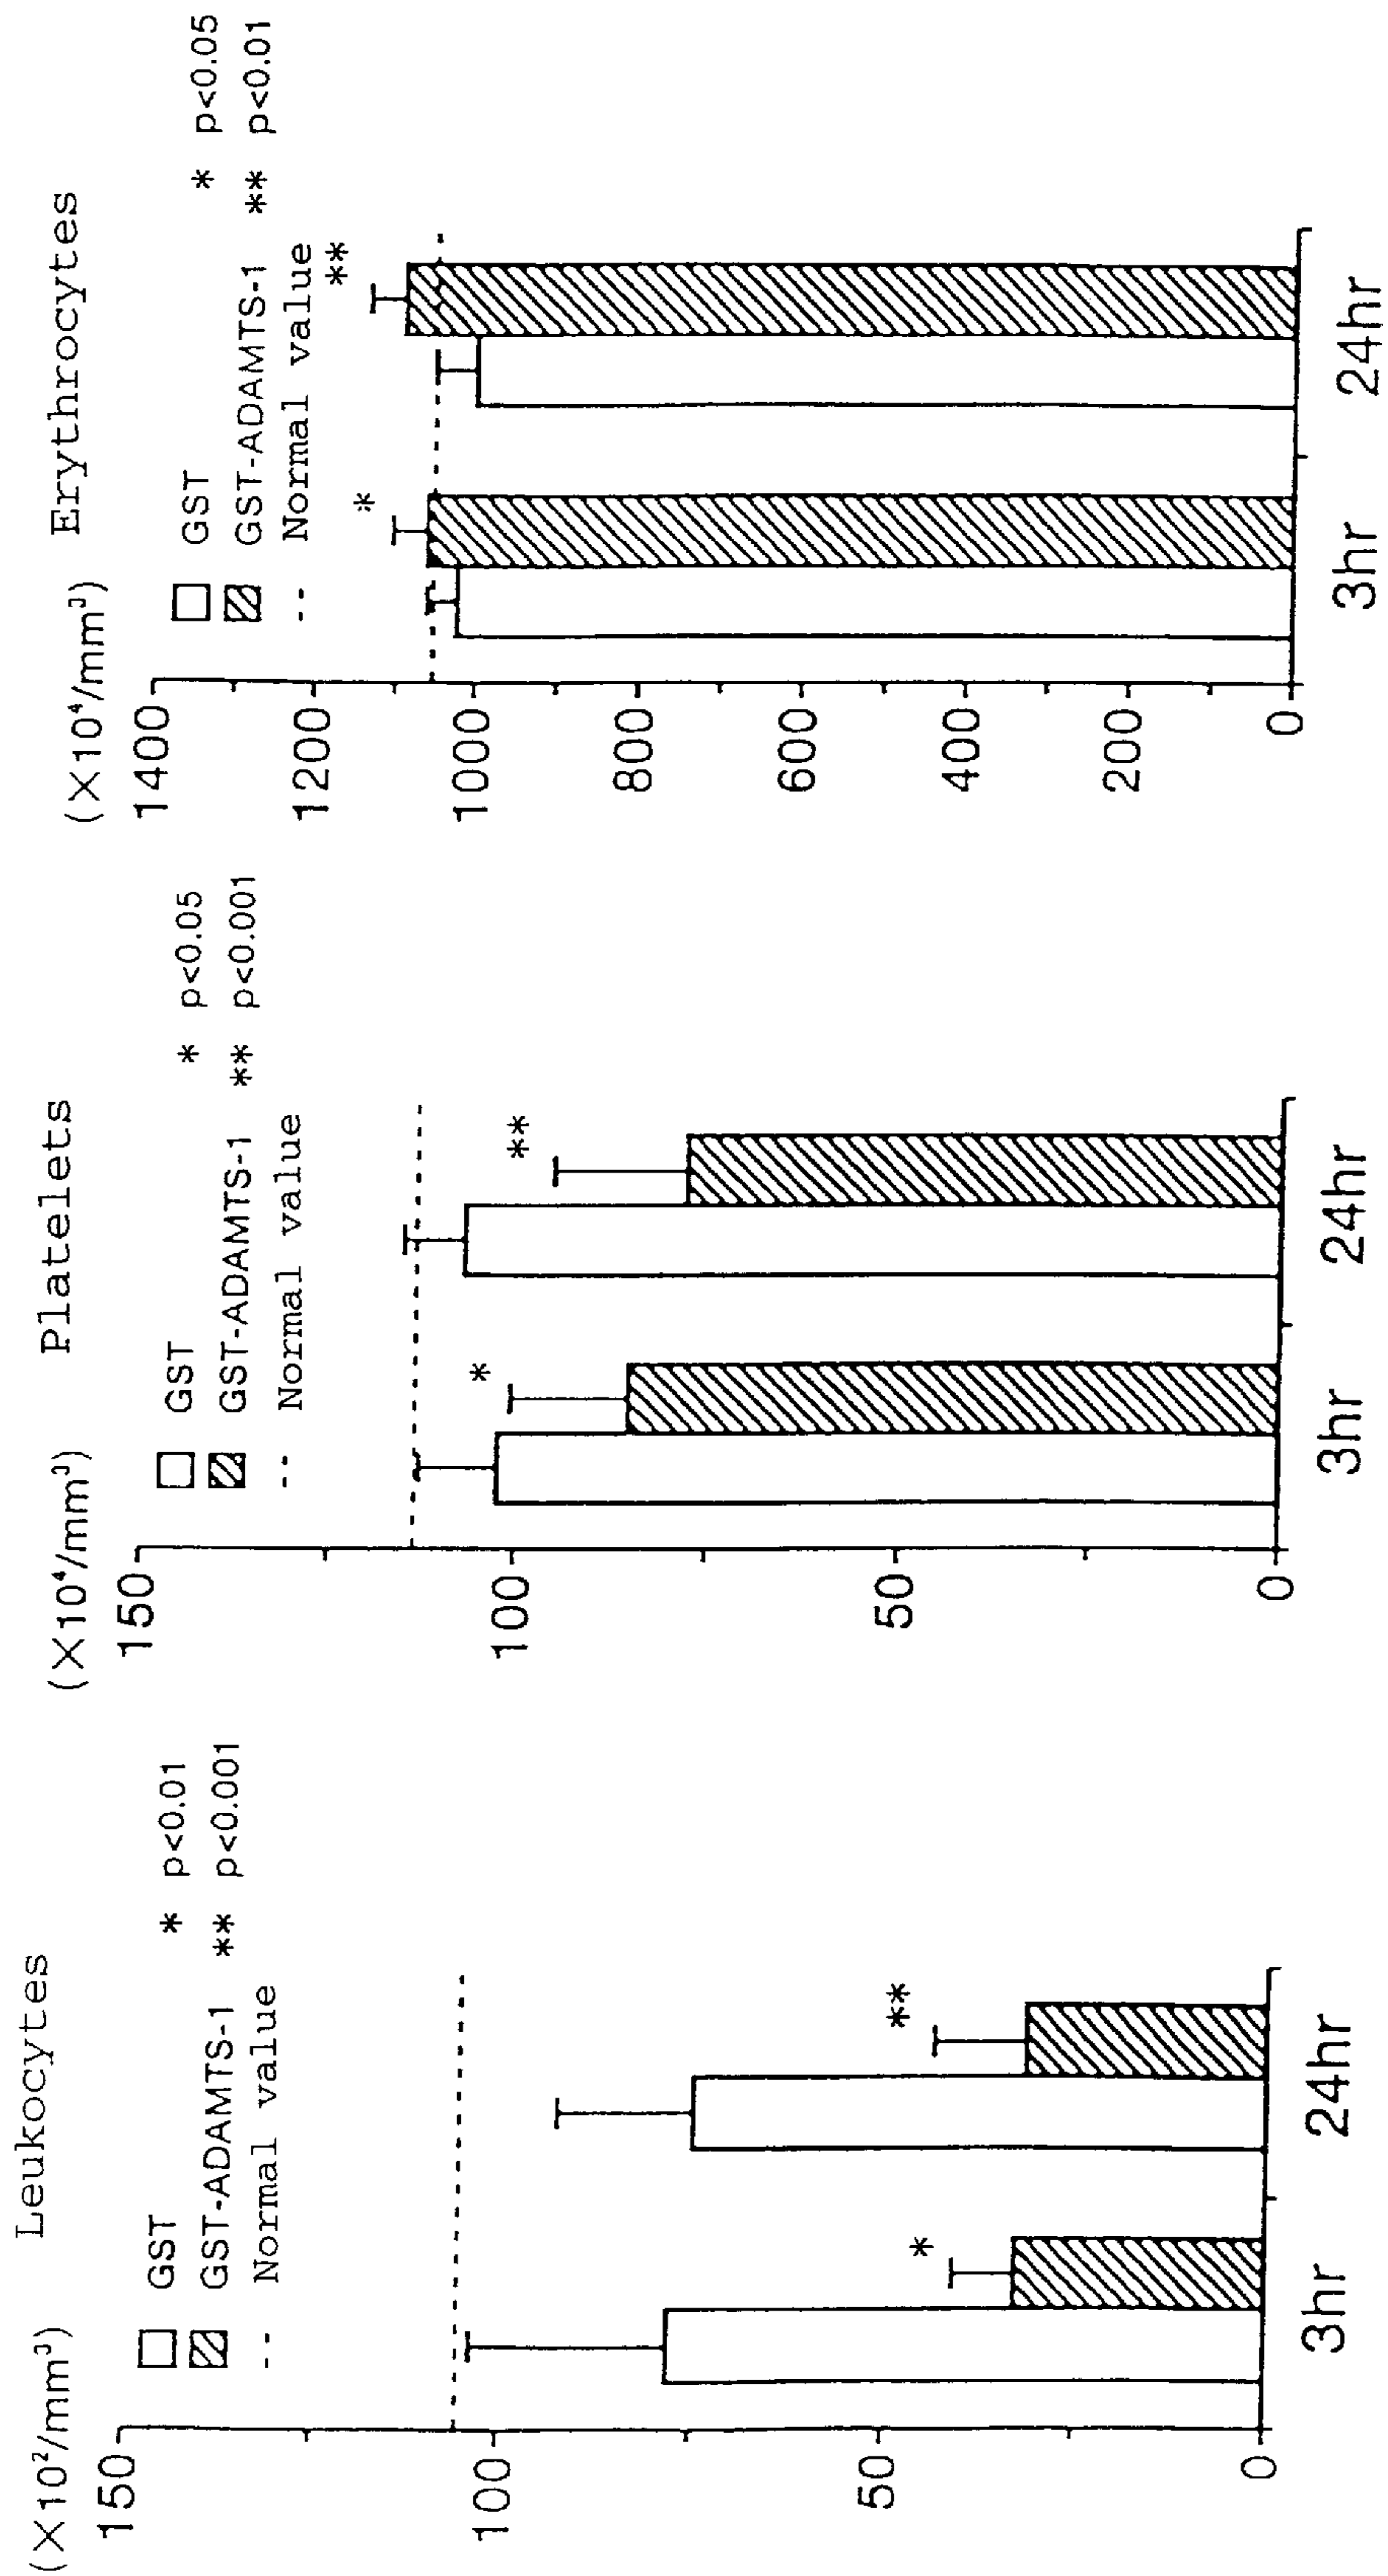 Leukocytes
(X10²/mm³)
GST
* p<0.01
GST-ADAMTS-1
** p<0.001
-- Normal value
150
100
50
0
*
**
3hr
24hr
Platelets
(X10⁴/mm³)
GST
* p<0.05
GST-ADAMTS-1
** p<0.001
-- Normal value
150
100
50
0
*
**
3hr
24hr
Erythrocytes
(X10⁴/mm³)
GST
* p<0.05
GST-ADAMTS-1
** p<0.01
-- Normal value
1400
1200
1000
800
600
400
200
0
*
**
3hr
24hr